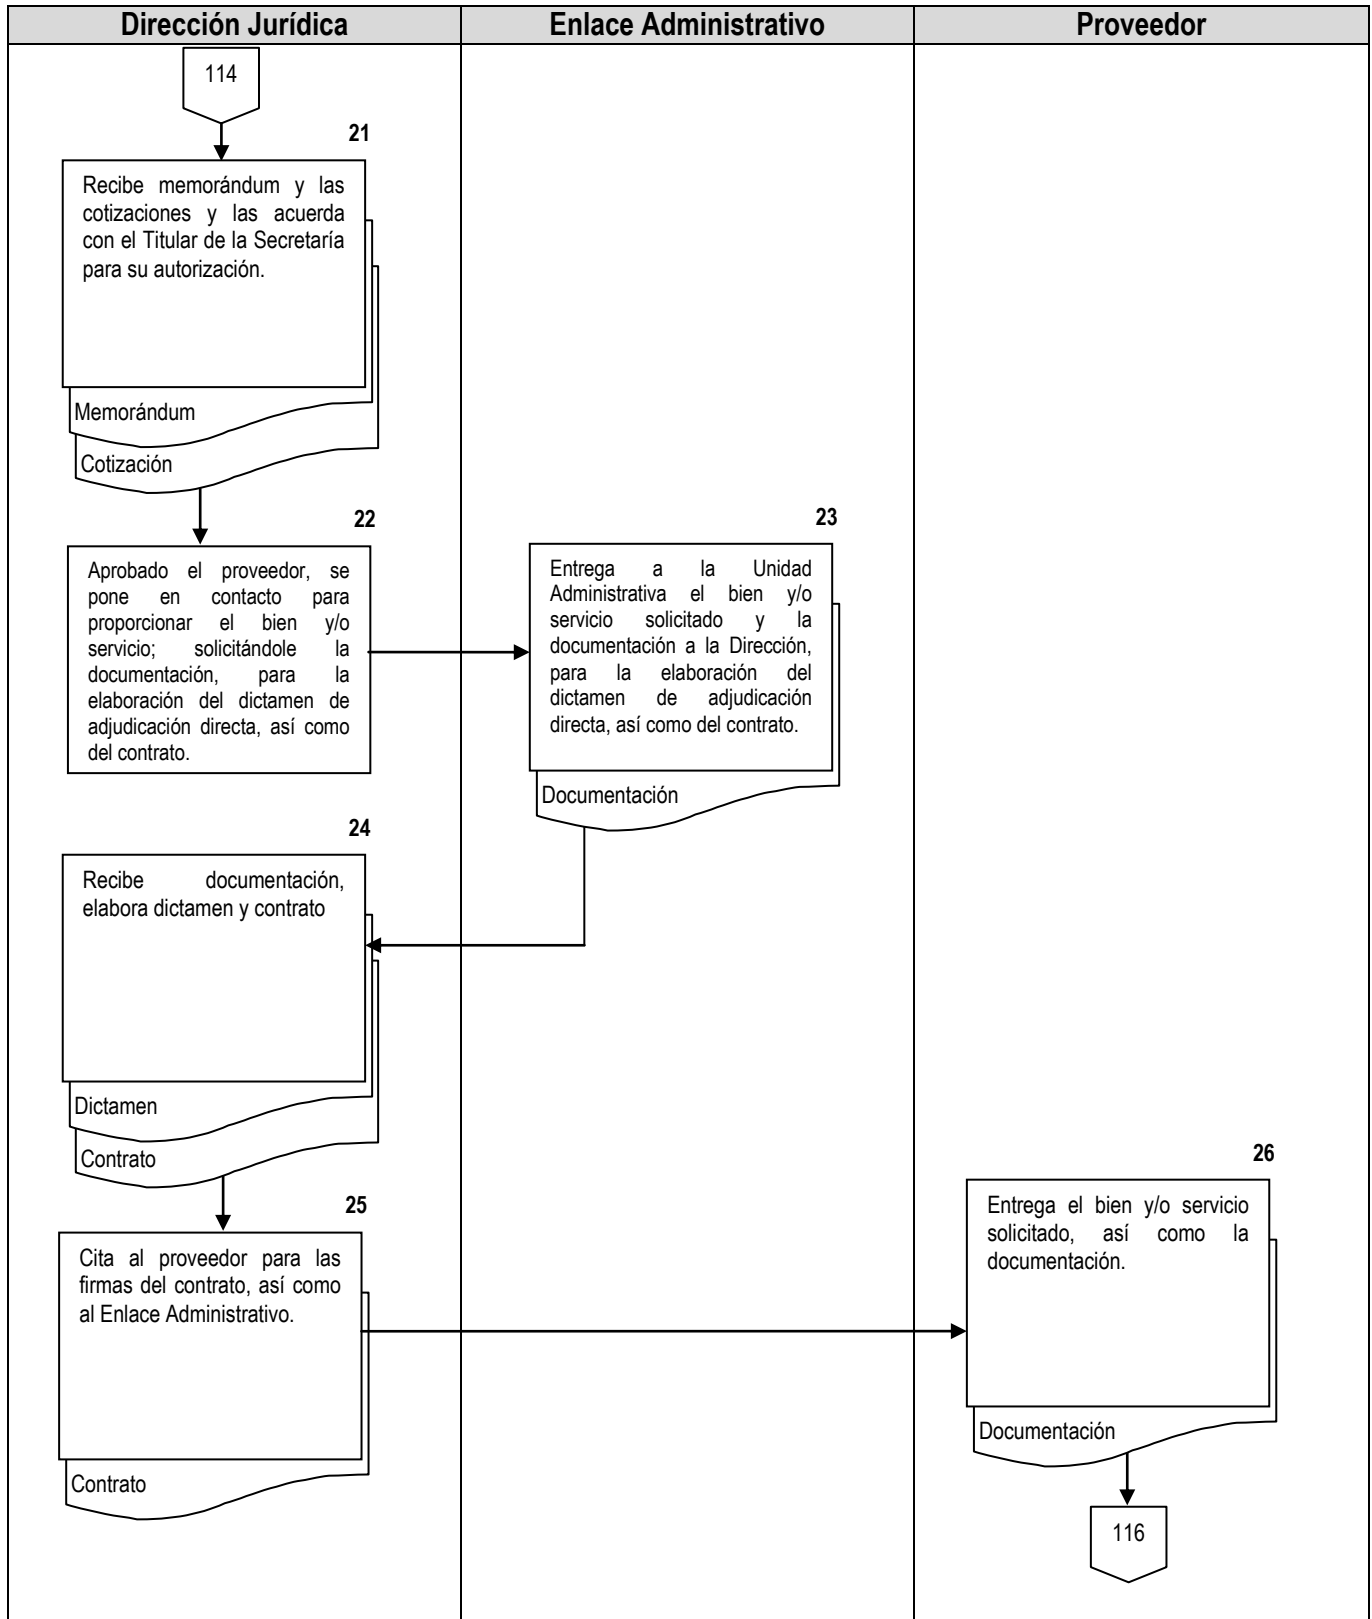 Dirección Jurídica
Enlace Administrativo
Proveedor
114
21
Recibe memorándum y las
cotizaciones y las acuerda
con el Titular de la Secretaría
para su autorización.
Memorándum
Cotización
22
Aprobado el proveedor, se
pone en contacto para
proporcionar el bien y/o
servicio; solicitándole la
documentación, para la
elaboración del dictamen de
adjudicación directa, así como
del contrato.
23
Entrega a la Unidad
Administrativa el bien y/o
servicio solicitado y la
documentación a la Dirección,
para la elaboración del
dictamen de adjudicación
directa, así como del contrato.
Documentación
24
Recibe documentación,
elabora dictamen y contrato
Dictamen
Contrato
25
Cita al proveedor para las
firmas del contrato, así como
al Enlace Administrativo.
Contrato
26
Entrega el bien y/o servicio
solicitado, así como la
documentación.
Documentación
116